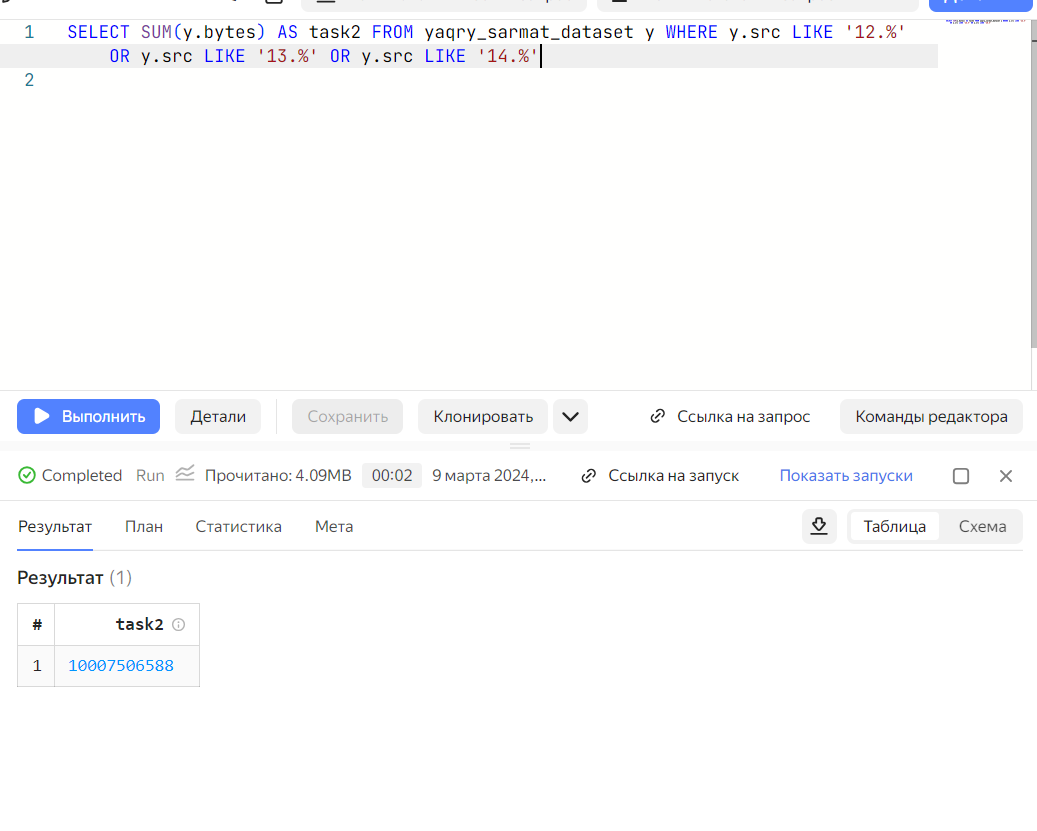 1 SELECT SUM(y.bytes) AS task2 FROM yaqry_sarmat_dataset y WHERE y.src LIKE '12.%'
OR y.src LIKE '13.%' OR y.src LIKE '14.%'
2
Выполнить Детали Сохранить Клонировать Ссылка на запрос Команды редактора
Completed Run Прочитано: 4.09MB 00:02 9 марта 2024,... Ссылка на запуск Показать запуски
Результат План Статистика Мета Таблица Схема
Результат (1)
# task2
1 10007506588